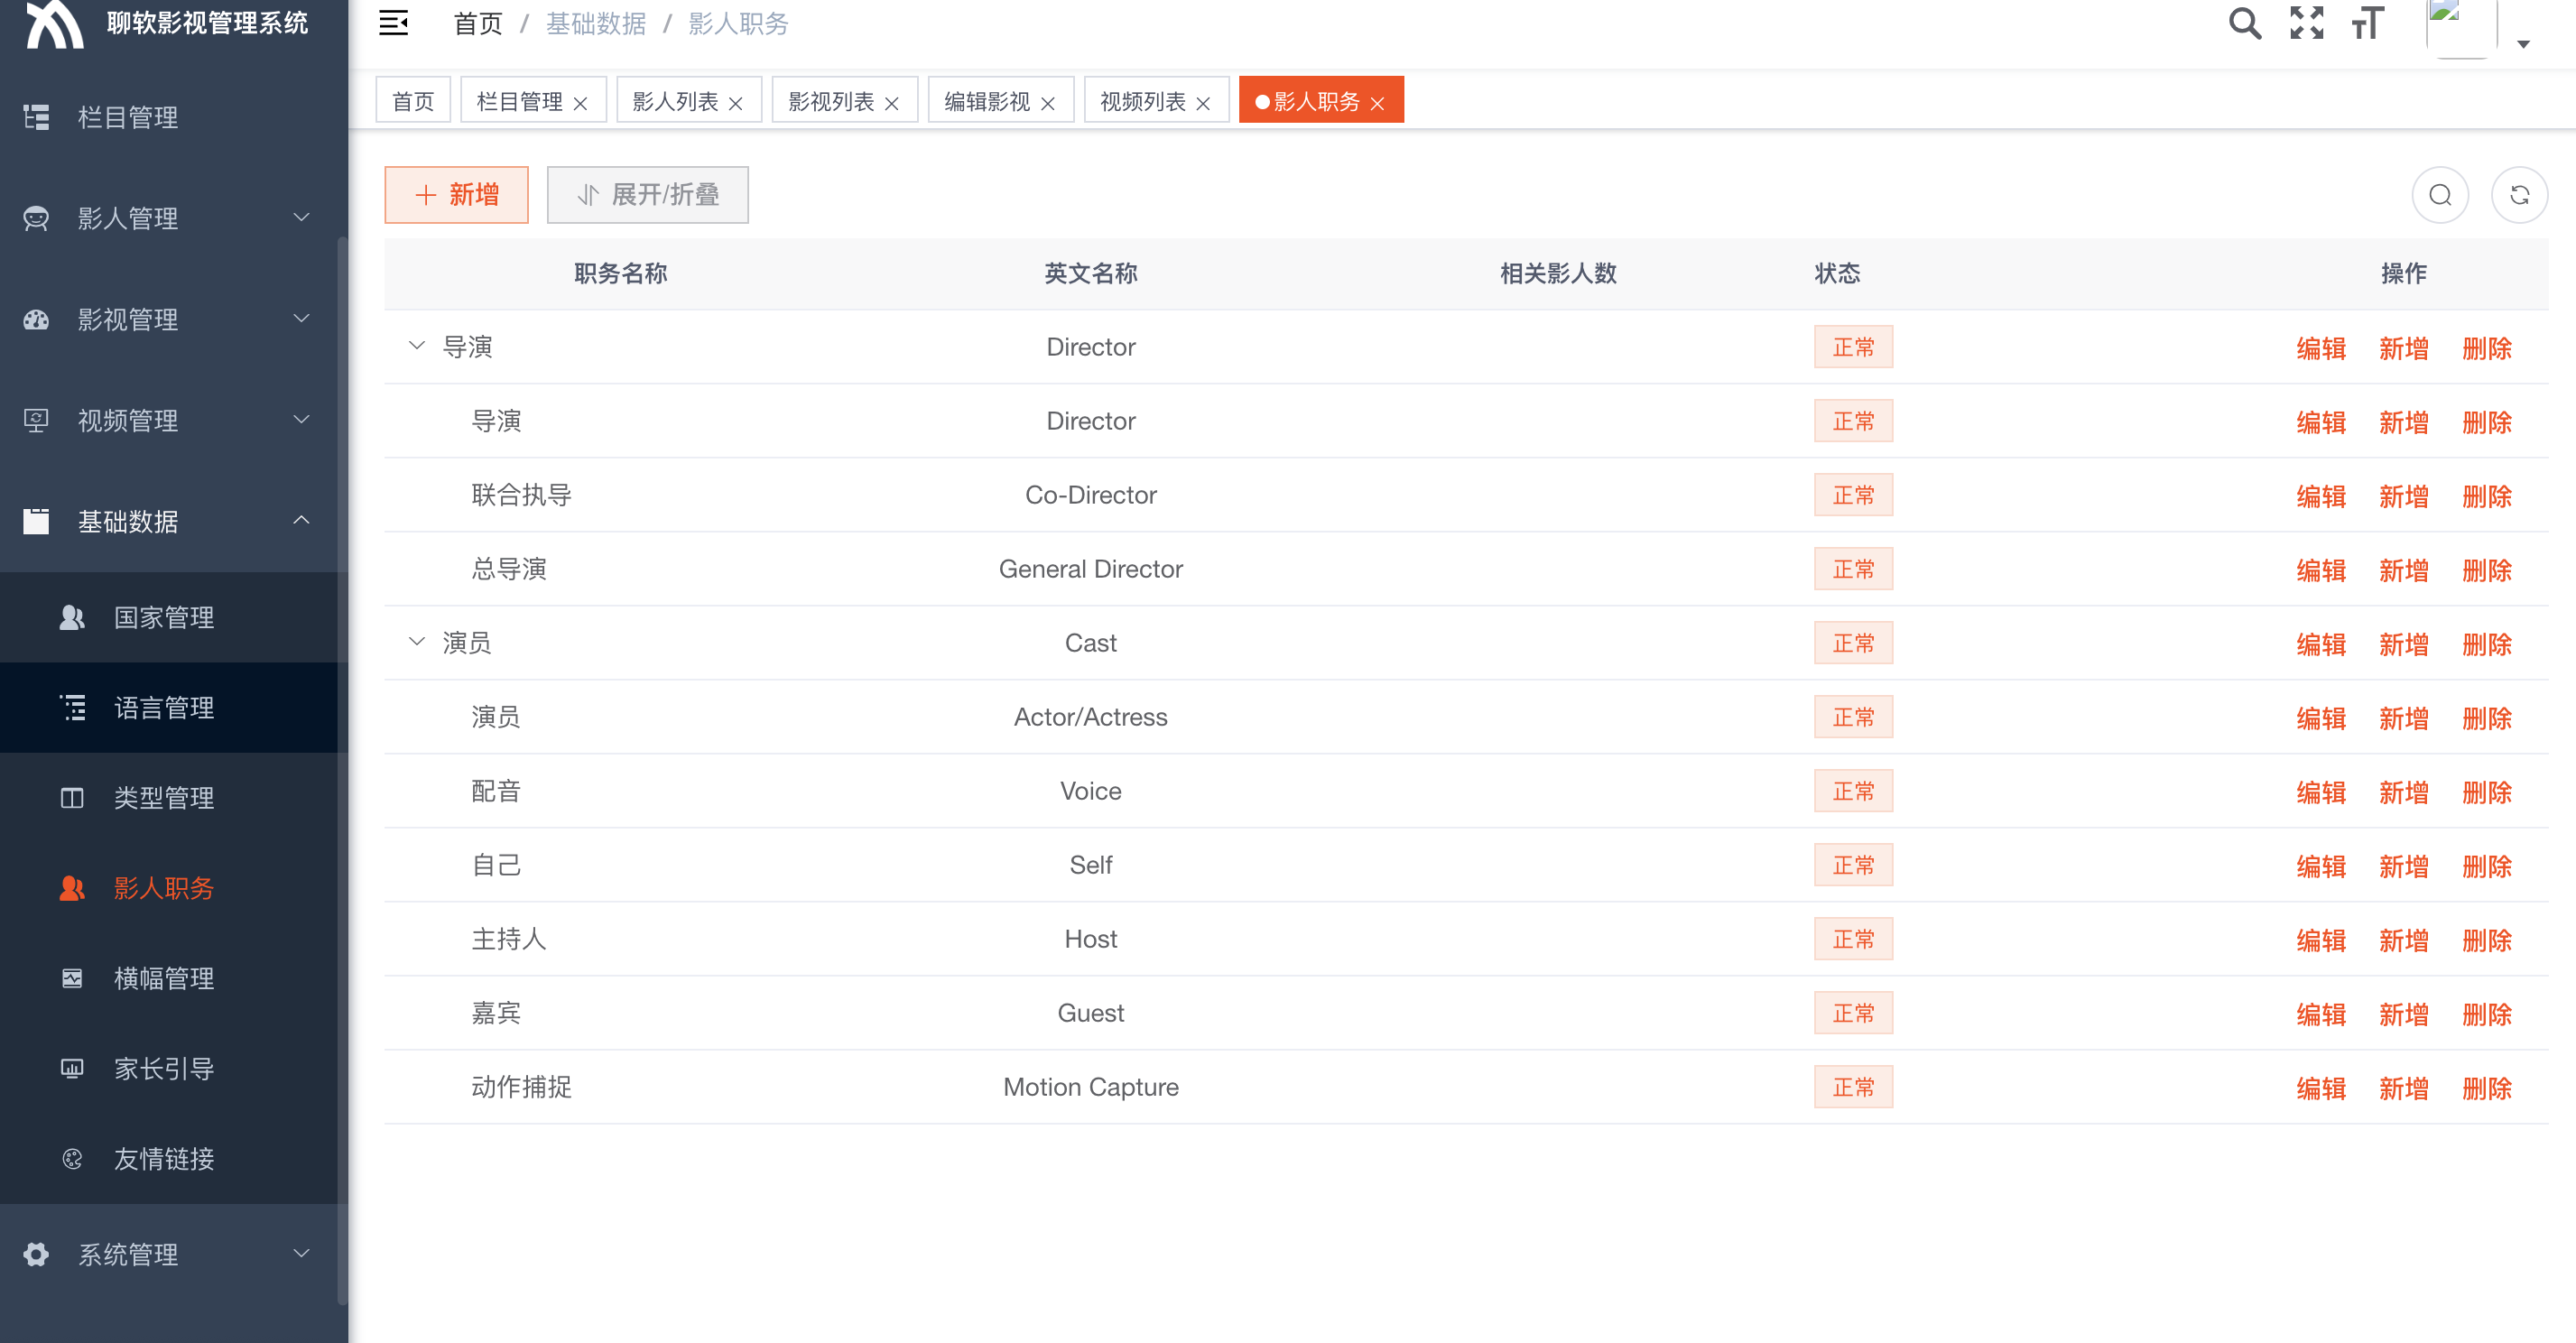 聊软影视管理系统
首页 / 基础数据 / 影人职务
首页 栏目管理 影人列表 影视列表 编辑影视 视频列表 影人职务
栏目管理
影人管理
影视管理
视频管理
基础数据
国家管理
语言管理
类型管理
影人职务
横幅管理
家长引导
友情链接
系统管理
新增 展开/折叠
职务名称 英文名称 相关影人数 状态 操作
导演 Director 正常 编辑 新增 删除
导演 Director 正常 编辑 新增 删除
联合执导 Co-Director 正常 编辑 新增 删除
总导演 General Director 正常 编辑 新增 删除
演员 Cast 正常 编辑 新增 删除
演员 Actor/Actress 正常 编辑 新增 删除
配音 Voice 正常 编辑 新增 删除
自己 Self 正常 编辑 新增 删除
主持人 Host 正常 编辑 新增 删除
嘉宾 Guest 正常 编辑 新增 删除
动作捕捉 Motion Capture 正常 编辑 新增 删除